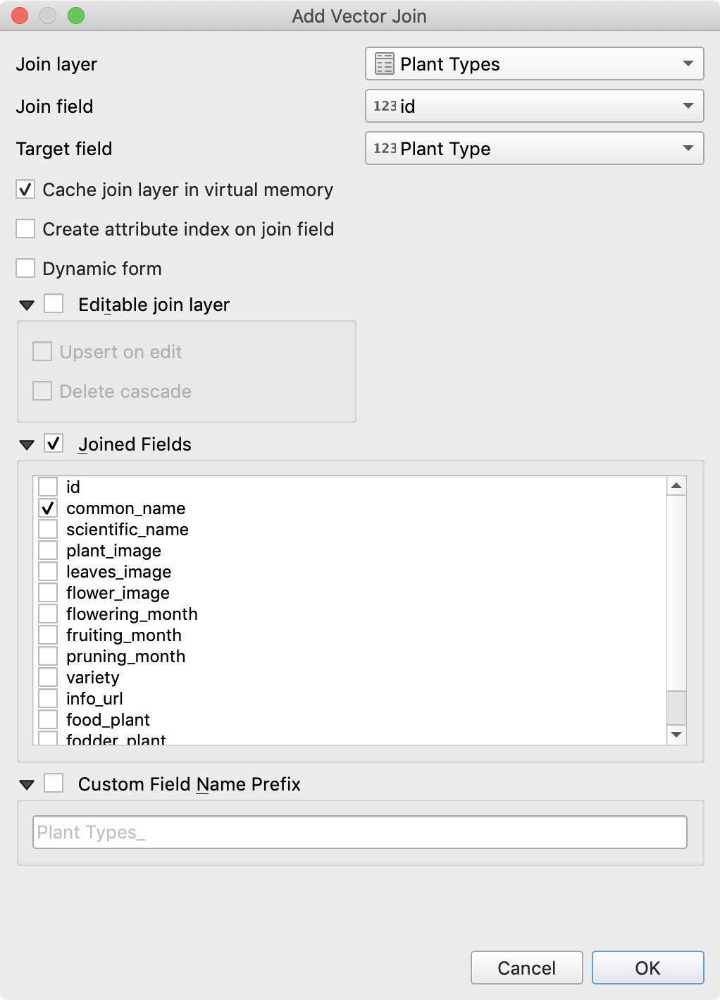 Add Vector Join
Join layer
Plant Types
Join field
123 id
Target field
123 Plant Type
Cache join layer in virtual memory
Create attribute index on join field
Dynamic form
Editable join layer
Upsert on edit
Delete cascade
Joined Fields
id
common_name
scientific_name
plant_image
leaves_image
flower_image
flowering_month
fruiting_month
pruning_month
variety
info_url
food_plant
fodder_plant
Custom Field Name Prefix
Plant Types_
Cancel
OK